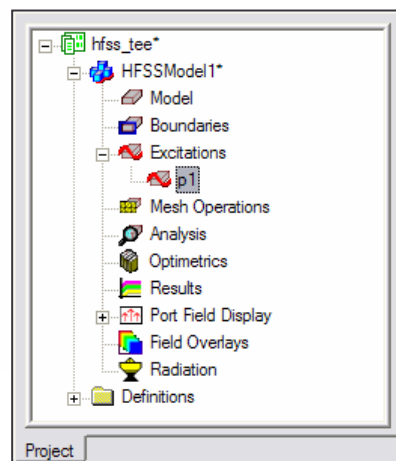 hfss_tee*
HFSSModel1*
Model
Boundaries
Excitations
p1
Mesh Operations
Analysis
Optimetrics
Results
Port Field Display
Field Overlays
Radiation
Definitions
Project